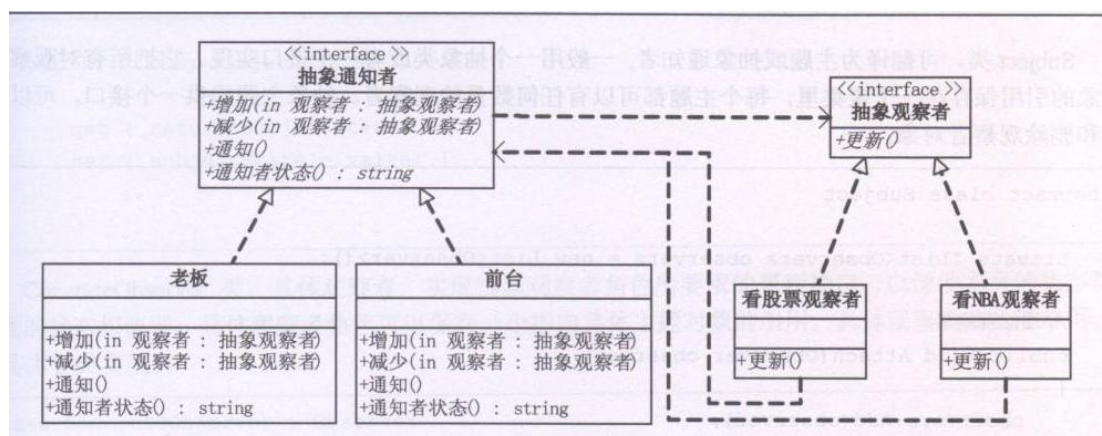 <<interface>>
抽象通知者
+增加(in 观察者 : 抽象观察者)
+减少(in 观察者 : 抽象观察者)
+通知()
+通知者状态() : string
<<interface>>
抽象观察者
+更新()
老板
+增加(in 观察者 : 抽象观察者)
+减少(in 观察者 : 抽象观察者)
+通知()
+通知者状态() : string
前台
+增加(in 观察者 : 抽象观察者)
+减少(in 观察者 : 抽象观察者)
+通知()
+通知者状态() : string
看股票观察者
+更新()
看NBA观察者
+更新()